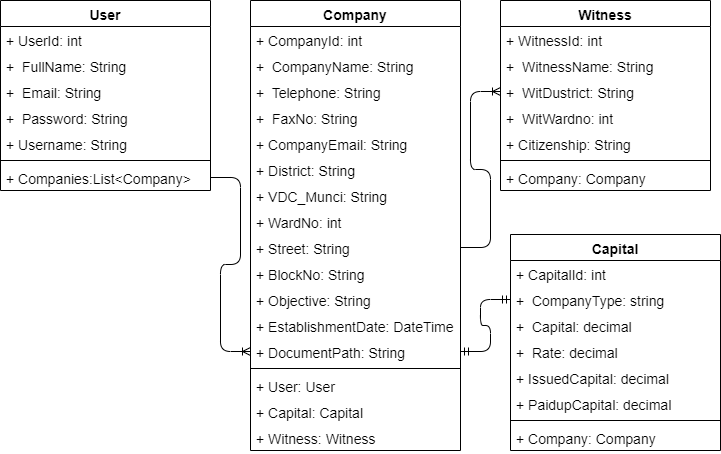 User
+ UserId: int
+ FullName: String
+ Email: String
+ Password: String
+ Username: String
+ Companies:List<Company>
Company
+ CompanyId: int
+ CompanyName: String
+ Telephone: String
+ FaxNo: String
+ CompanyEmail: String
+ District: String
+ VDC_Munci: String
+ WardNo: int
+ Street: String
+ BlockNo: String
+ Objective: String
+ EstablishmentDate: DateTime
+ DocumentPath: String
+ User: User
+ Capital: Capital
+ Witness: Witness
Witness
+ WitnessId: int
+ WitnessName: String
+ WitDustrict: String
+ WitWardno: int
+ Citizenship: String
+ Company: Company
Capital
+ CapitalId: int
+ CompanyType: string
+ Capital: decimal
+ Rate: decimal
+ IssuedCapital: decimal
+ PaidupCapital: decimal
+ Company: Company